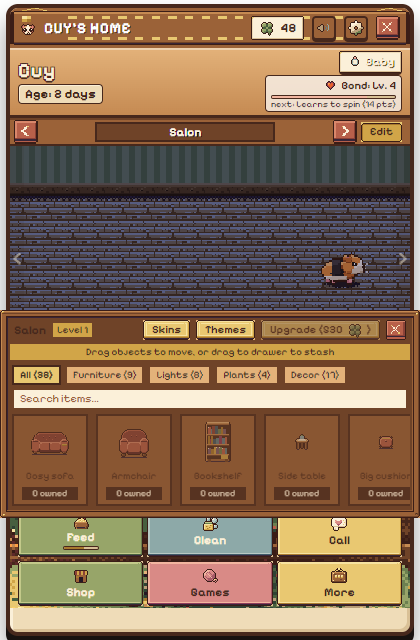 GUY'S HOME
48
Guy
Baby
Age: 2 days
Bond: Lv. 4
next: learns to spin (14 pts)
Salon
Edit
Salon
Level 1
Skins
Themes
Upgrade (930
)
Drag objects to move, or drag to drawer to stash
All (38)
Furniture (9)
Lights (8)
Plants (4)
Decor (17)
Search items...
Cosy sofa
Armchair
Bookshelf
Side table
Big cushion
0 owned
0 owned
0 owned
0 owned
0 owned
Feed
Clean
Call
Shop
Games
More